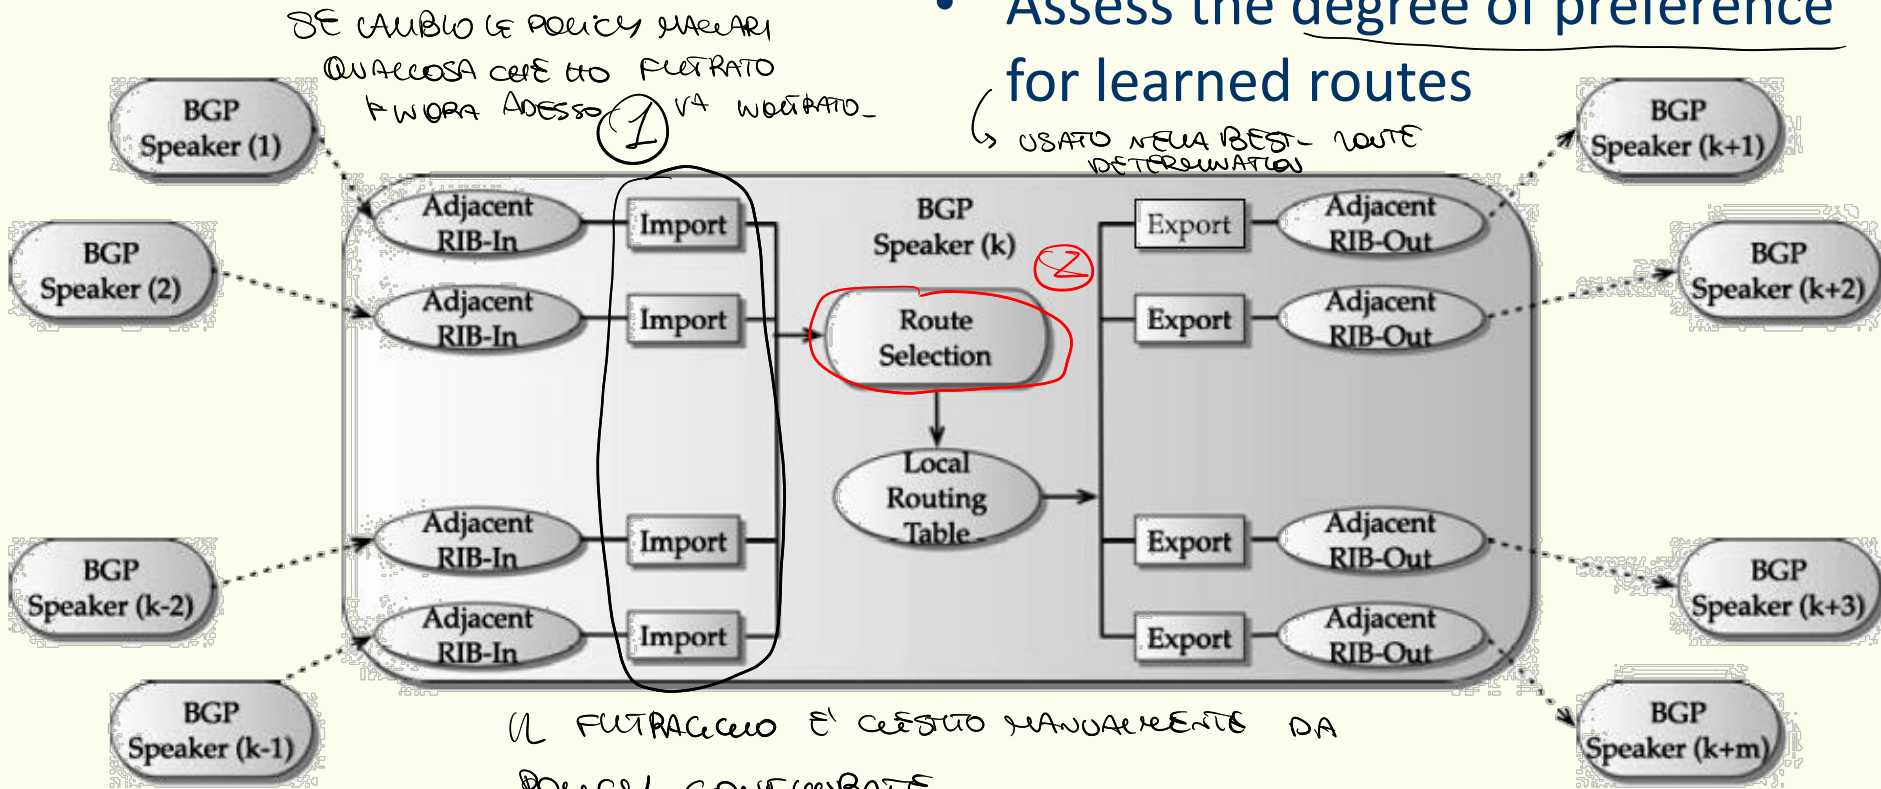 SE CAMBIO LE POLICY MAGARI
QUALCOSA CHE HO FILTRATO
FINORA ADESSO VA INOLTRATO_
1
• Assess the degree of preference
for learned routes
USATO NELLA BEST-ROUTE
DETERMINATION
BGP
Speaker (1)
BGP
Speaker (2)
BGP
Speaker (k-2)
BGP
Speaker (k-1)
Adjacent
RIB-In
Import
Adjacent
RIB-In
Import
Adjacent
RIB-In
Import
Adjacent
RIB-In
Import
BGP
Speaker (k)
2
Route
Selection
Local
Routing
Table
Export
Adjacent
RIB-Out
Export
Adjacent
RIB-Out
Export
Adjacent
RIB-Out
Export
Adjacent
RIB-Out
BGP
Speaker (k+1)
BGP
Speaker (k+2)
BGP
Speaker (k+3)
BGP
Speaker (k+m)
IL FILTRAGGIO E' GESTITO MANUALMENTE DA
POLICY CONFIGURATE